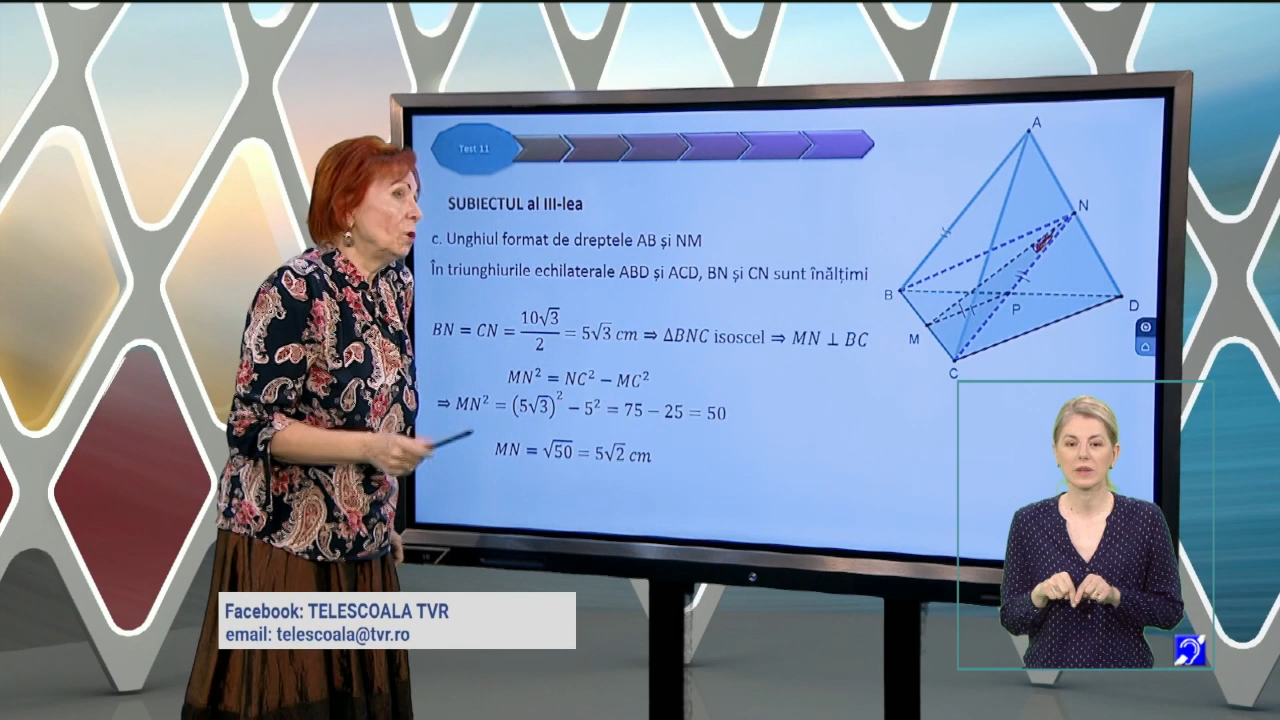 Test 11
SUBIECTUL al III-lea
c. Unghiul format de dreptele AB și NM
În triunghiurile echilaterale ABD și ACD, BN și CN sunt înălțimi
BN = CN = 10√3/2 = 5√3 cm ⇒ ΔBNC isoscel ⇒ MN ⊥ BC
MN² = NC² − MC²
⇒ MN² = (5√3)² − 5² = 75 − 25 = 50
MN = √50 = 5√2 cm
A
N
B
D
P
M
C
Facebook: TELESCOALA TVR
email: telescoala@tvr.ro